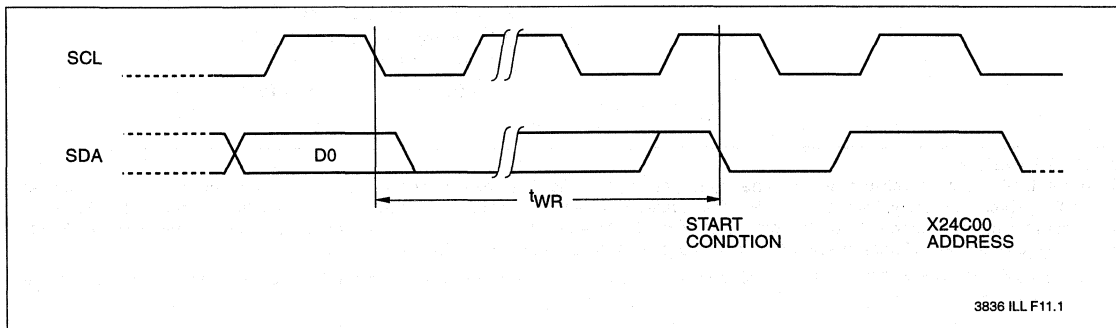 SCL
SDA
D0
tWR
START
CONDTION
X24C00
ADDRESS
3836 ILL F11.1